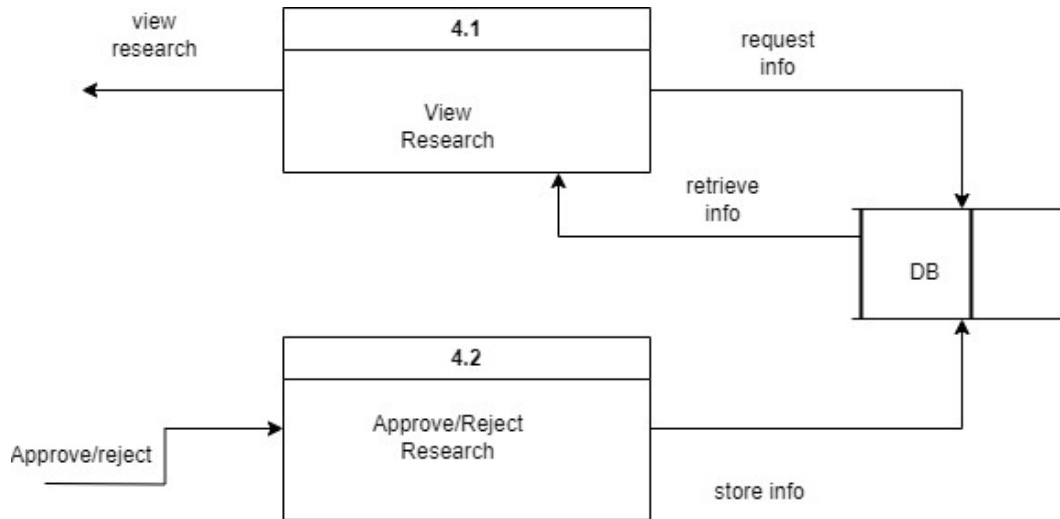 view
research
4.1
View
Research
request
info
retrieve
info
DB
4.2
Approve/Reject
Research
Approve/reject
store info